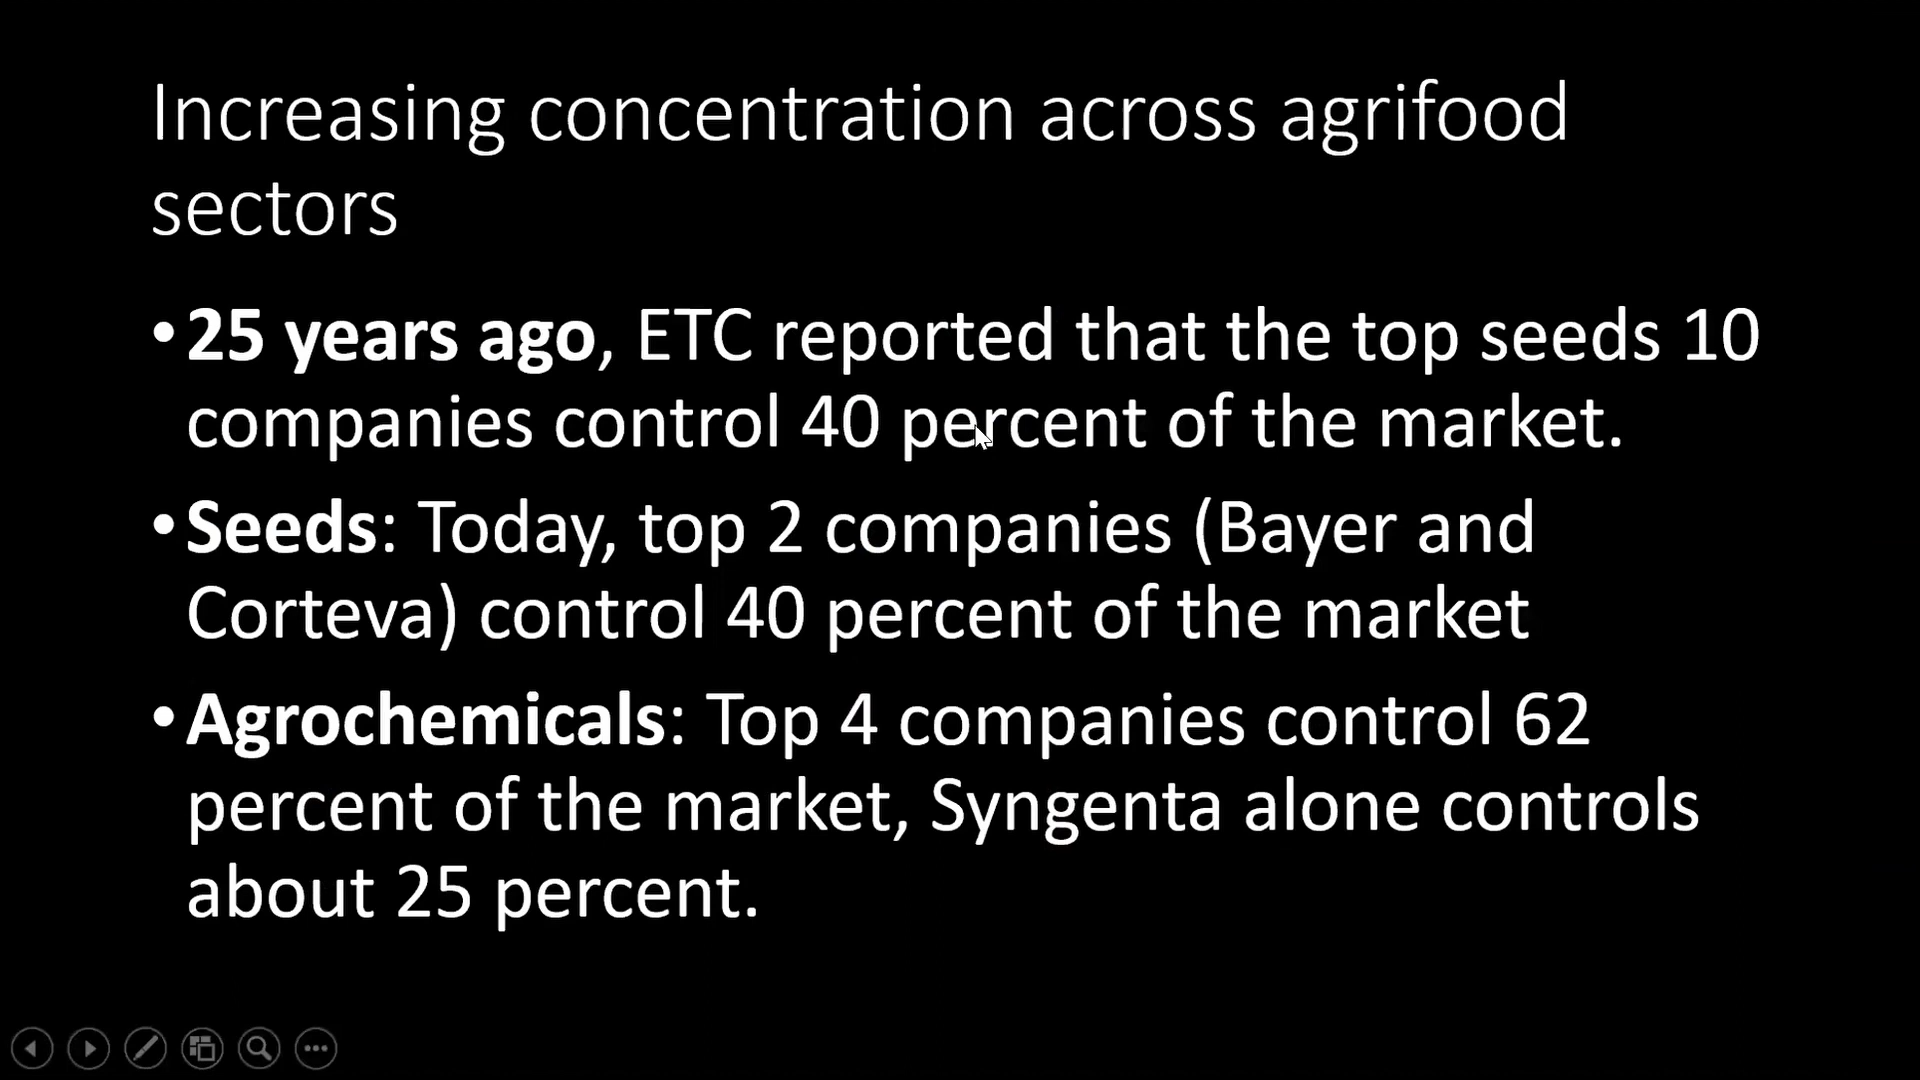 Increasing concentration across agrifood
sectors
•25 years ago, ETC reported that the top seeds 10
companies control 40 percent of the market.
•Seeds: Today, top 2 companies (Bayer and
Corteva) control 40 percent of the market
•Agrochemicals: Top 4 companies control 62
percent of the market, Syngenta alone controls
about 25 percent.